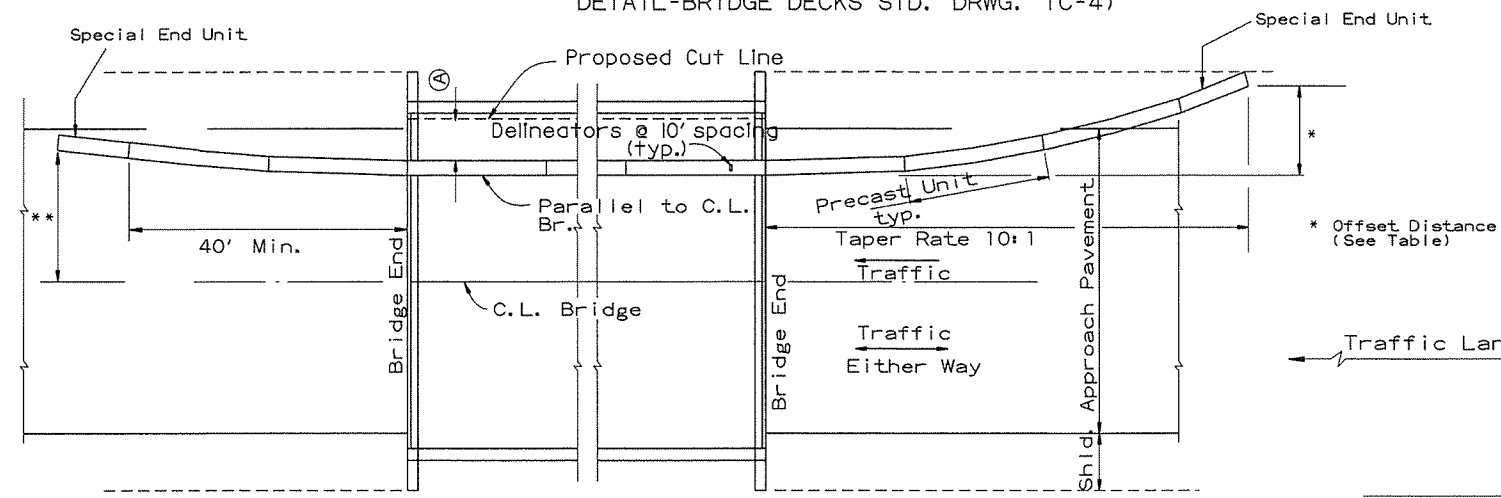 DETAIL-BRIDGE DECKS STD. DRWG. TC-4)
Special End Unit
Special End Unit
Proposed Cut Line
A
Delineators @ 10' spacing
(typ.)
*
**
Precast Unit
typ.
Parallel to C.L.
Br.
40' Min.
Taper Rate 10:1
* Offset Distance
(See Table)
Traffic
C.L. Bridge
Bridge End
Bridge End
Traffic
Either Way
Approach Pavement
Shld.
Traffic Lan